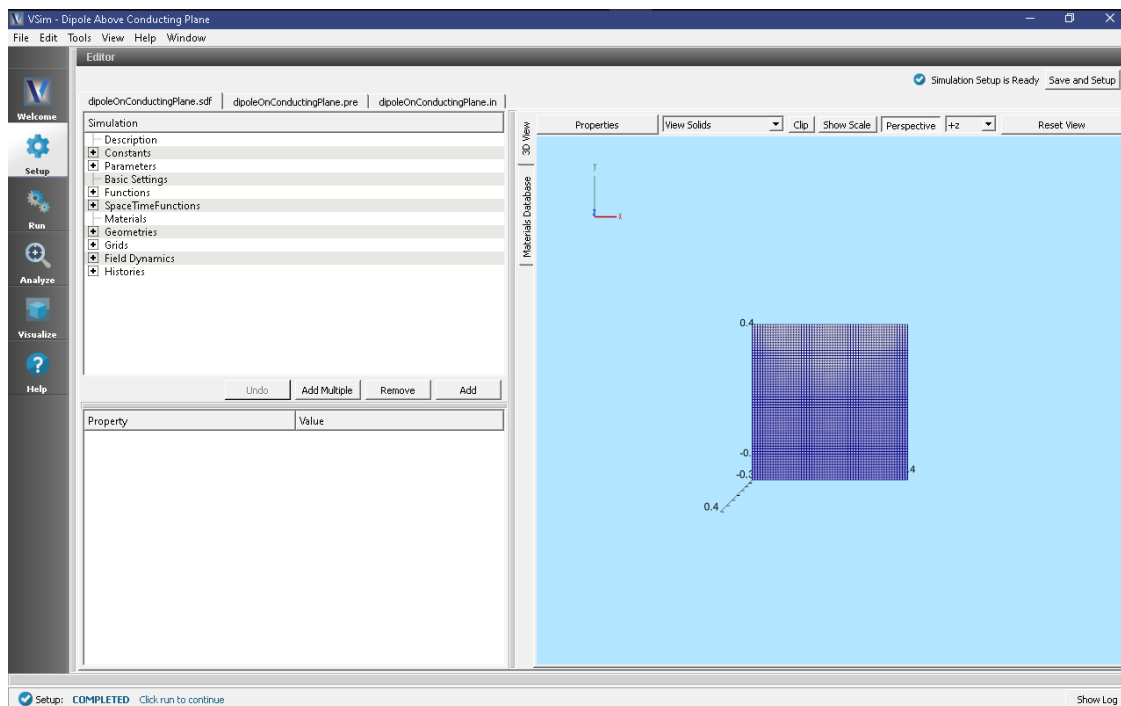 VSim - Dipole Above Conducting Plane
File Edit Tools View Help Window
Editor
Simulation Setup is Ready Save and Setup
Welcome
Setup
Run
Analyze
Visualize
Help
dipoleOnConductingPlane.sdf dipoleOnConductingPlane.pre dipoleOnConductingPlane.in
Simulation
Description
Constants
Parameters
Basic Settings
Functions
SpaceTimeFunctions
Materials
Geometries
Grids
Field Dynamics
Histories
Undo Add Multiple Remove Add
Property Value
3D View
Materials Database
Properties View Solids Clip Show Scale Perspective +z Reset View
Y
Z X
0.4
-0.
-0.3
.4
0.4
Setup: COMPLETED Click run to continue Show Log